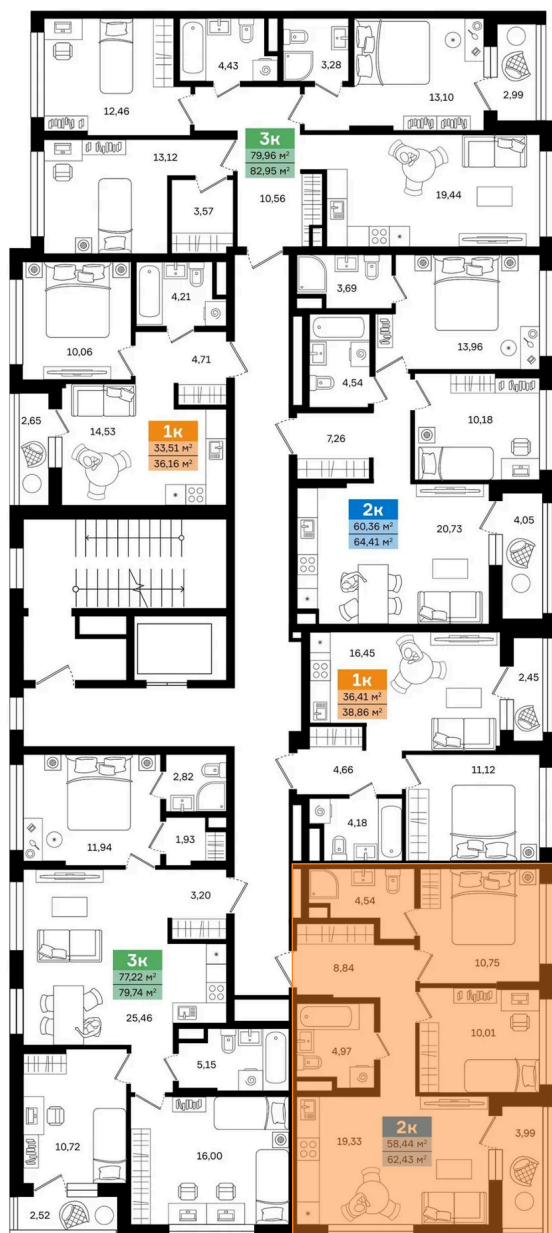 4,43
3,28
12,46
13,10
2,99
3к
79,96 м²
82,95 м²
13,12
3,57
10,56
19,44
4,21
3,69
10,06
4,71
13,96
4,54
2,65
14,53
1к
33,51 м²
36,16 м²
7,26
10,18
2к
60,36 м²
64,41 м²
20,73
4,05
16,45
1к
36,41 м²
38,86 м²
2,45
4,66
11,12
2,82
4,18
11,94
1,93
3,20
4,54
8,84
10,75
3к
77,22 м²
79,74 м²
25,46
10,01
4,97
5,15
10,72
16,00
2,52
19,33
2к
58,44 м²
62,43 м²
3,99